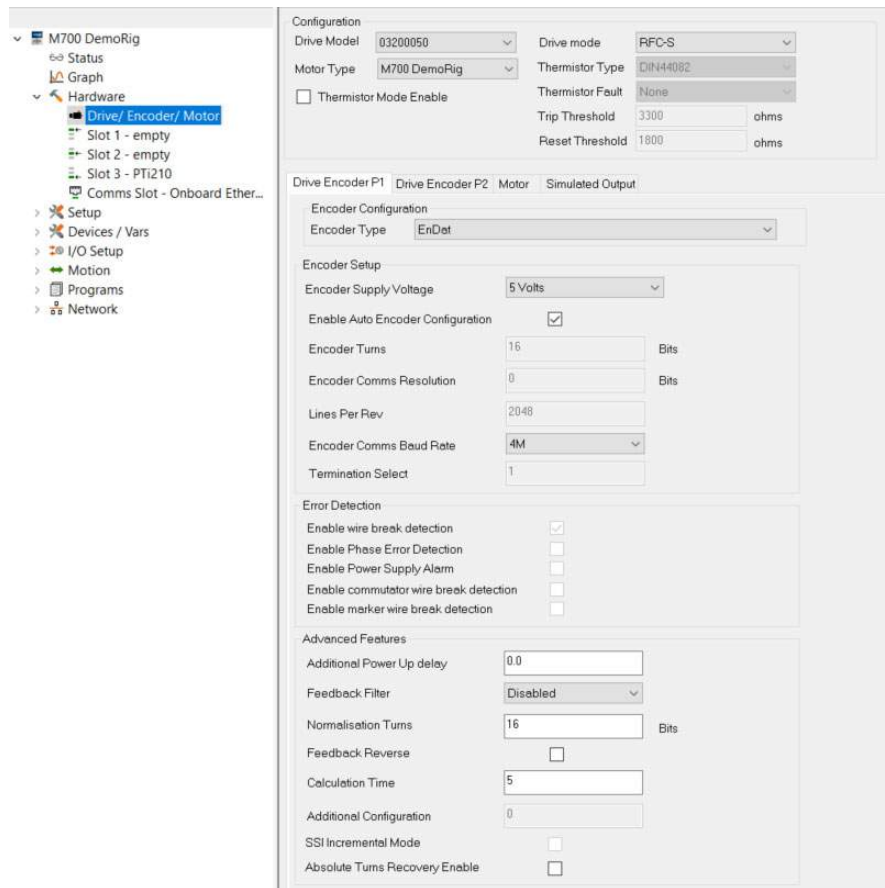 M700 DemoRig
Status
Graph
Hardware
Drive/ Encoder/ Motor
Slot 1 - empty
Slot 2 - empty
Slot 3 - PTi210
Comms Slot - Onboard Ether...
Setup
Devices / Vars
I/O Setup
Motion
Programs
Network
Configuration
Drive Model 03200050 Drive mode RFC-S
Motor Type M700 DemoRig Thermistor Type DIN44082
Thermistor Mode Enable Thermistor Fault None
Trip Threshold 3300 ohms
Reset Threshold 1800 ohms
Drive Encoder P1 Drive Encoder P2 Motor Simulated Output
Encoder Configuration
Encoder Type EnDat
Encoder Setup
Encoder Supply Voltage 5 Volts
Enable Auto Encoder Configuration
Encoder Turns 16 Bits
Encoder Comms Resolution 0 Bits
Lines Per Rev 2048
Encoder Comms Baud Rate 4M
Termination Select 1
Error Detection
Enable wire break detection
Enable Phase Error Detection
Enable Power Supply Alarm
Enable commutator wire break detection
Enable marker wire break detection
Advanced Features
Additional Power Up delay 0.0
Feedback Filter Disabled
Normalisation Turns 16 Bits
Feedback Reverse
Calculation Time 5
Additional Configuration 0
SSI Incremental Mode
Absolute Turns Recovery Enable